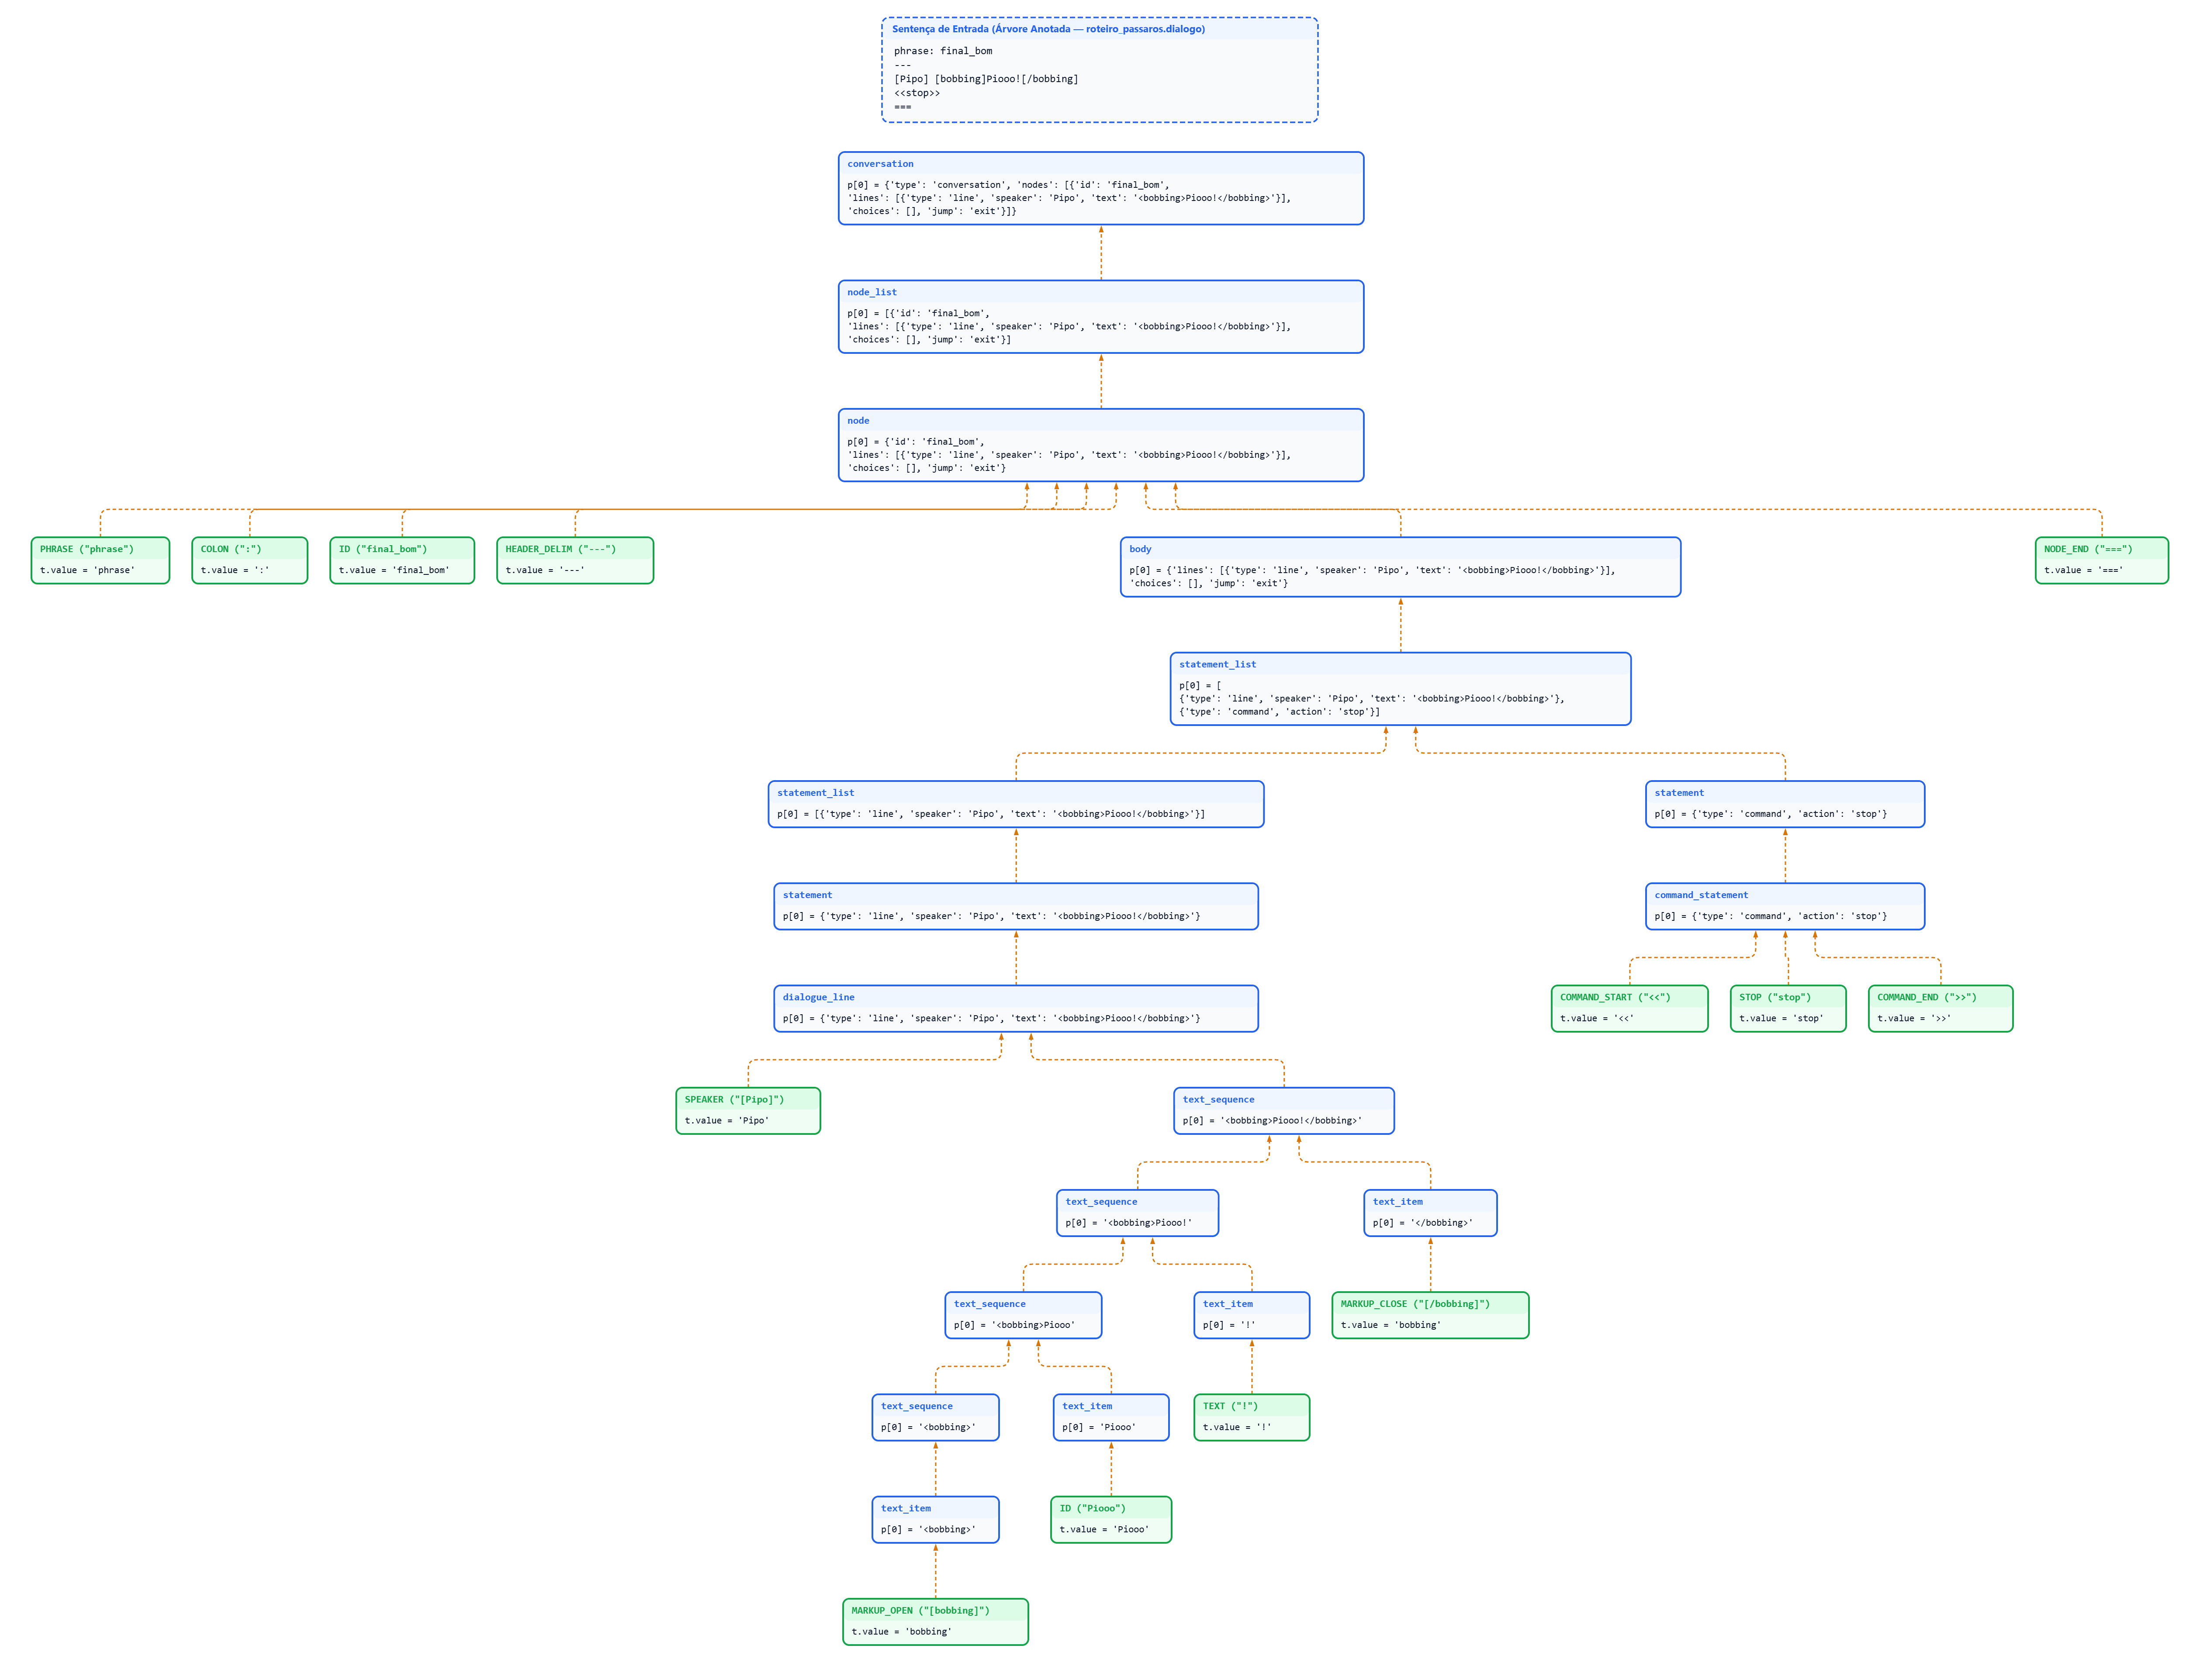 Sentença de Entrada (Árvore Anotada — roteiro_passaros.dialogo)
phrase: final_bom
---
[Pipo] [bobbing]Piooo![/bobbing]
<<stop>>
===
conversation
p[0] = {'type': 'conversation', 'nodes': [{'id': 'final_bom',
'lines': [{'type': 'line', 'speaker': 'Pipo', 'text': '<bobbing>Piooo!</bobbing>'}],
'choices': [], 'jump': 'exit'}]}
node_list
p[0] = [{'id': 'final_bom',
'lines': [{'type': 'line', 'speaker': 'Pipo', 'text': '<bobbing>Piooo!</bobbing>'}],
'choices': [], 'jump': 'exit'}]
node
p[0] = {'id': 'final_bom',
'lines': [{'type': 'line', 'speaker': 'Pipo', 'text': '<bobbing>Piooo!</bobbing>'}],
'choices': [], 'jump': 'exit'}
PHRASE ("phrase")
t.value = 'phrase'
COLON (":")
t.value = ':'
ID ("final_bom")
t.value = 'final_bom'
HEADER_DELIM ("---")
t.value = '---'
body
p[0] = {'lines': [{'type': 'line', 'speaker': 'Pipo', 'text': '<bobbing>Piooo!</bobbing>'}],
'choices': [], 'jump': 'exit'}
NODE_END ("===")
t.value = '==='
statement_list
p[0] = [
{'type': 'line', 'speaker': 'Pipo', 'text': '<bobbing>Piooo!</bobbing>'},
{'type': 'command', 'action': 'stop'}]
statement_list
p[0] = [{'type': 'line', 'speaker': 'Pipo', 'text': '<bobbing>Piooo!</bobbing>'}]
statement
p[0] = {'type': 'command', 'action': 'stop'}
statement
p[0] = {'type': 'line', 'speaker': 'Pipo', 'text': '<bobbing>Piooo!</bobbing>'}
command_statement
p[0] = {'type': 'command', 'action': 'stop'}
dialogue_line
p[0] = {'type': 'line', 'speaker': 'Pipo', 'text': '<bobbing>Piooo!</bobbing>'}
COMMAND_START ("<<")
t.value = '<<'
STOP ("stop")
t.value = 'stop'
COMMAND_END (">>")
t.value = '>>'
SPEAKER ("[Pipo]")
t.value = 'Pipo'
text_sequence
p[0] = '<bobbing>Piooo!</bobbing>'
text_sequence
p[0] = '<bobbing>Piooo!'
text_item
p[0] = '</bobbing>'
text_sequence
p[0] = '<bobbing>Piooo'
text_item
p[0] = '!'
MARKUP_CLOSE ("[/bobbing]")
t.value = 'bobbing'
text_sequence
p[0] = '<bobbing>'
text_item
p[0] = 'Piooo'
TEXT ("!")
t.value = '!'
text_item
p[0] = '<bobbing>'
ID ("Piooo")
t.value = 'Piooo'
MARKUP_OPEN ("[bobbing]")
t.value = 'bobbing'